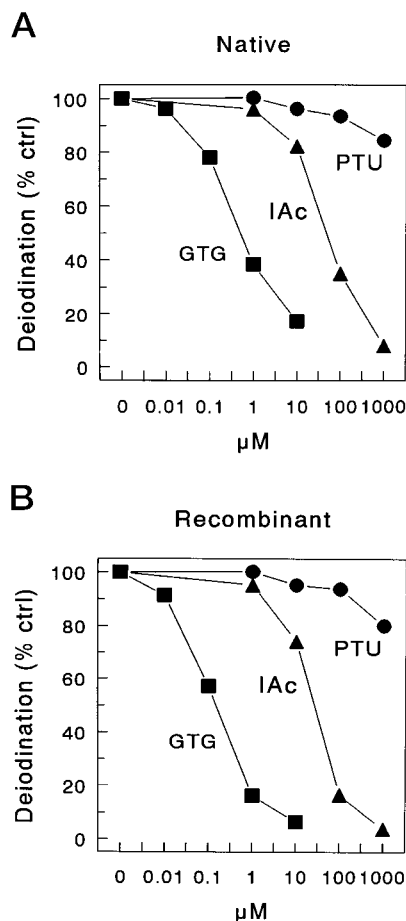 A
Native
Deiodination (% ctrl)
100
80
60
40
20
0
PTU
IAc
GTG
0 0.01 0.1 1 10 100 1000
µM
B
Recombinant
Deiodination (% ctrl)
100
80
60
40
20
0
PTU
IAc
GTG
0 0.01 0.1 1 10 100 1000
µM